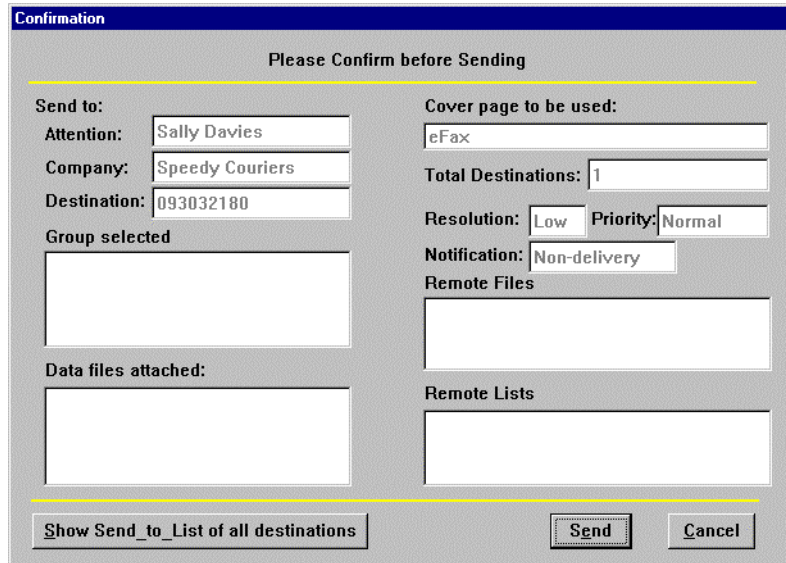 Confirmation
Please Confirm before Sending
Send to:
Attention: Sally Davies
Company: Speedy Couriers
Destination: 093032180
Group selected
Data files attached:
Cover page to be used:
eFax
Total Destinations: 1
Resolution: Low Priority: Normal
Notification: Non-delivery
Remote Files
Remote Lists
Show Send_to_List of all destinations
Send
Cancel